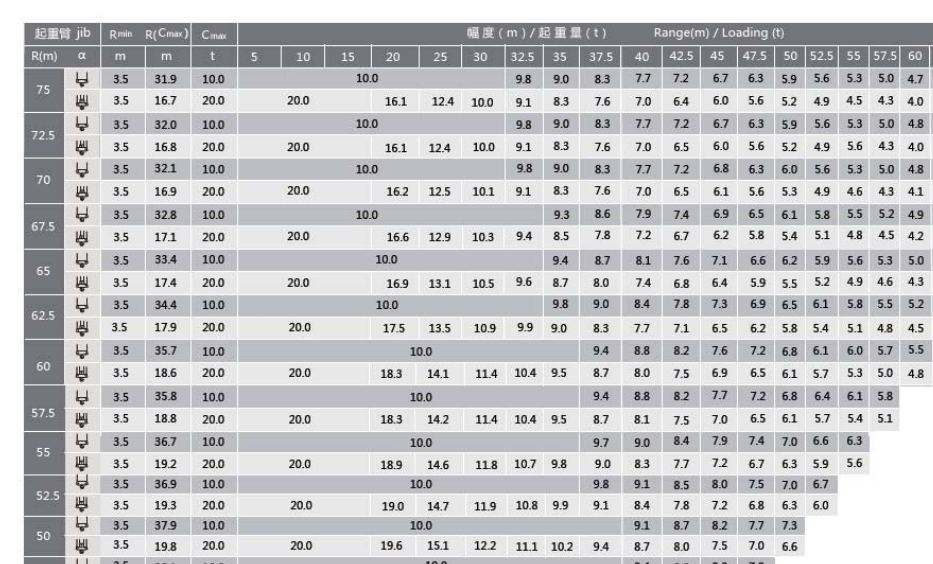 起重臂 jib Rmin R(Cmax) Cmax 幅度(m)/起重量(t) Range(m) / Loading (t)
R(m) α m m t 5 10 15 20 25 30 32.5 35 37.5 40 42.5 45 47.5 50 52.5 55 57.5 60
75 3.5 31.9 10.0 10.0 9.8 9.0 8.3 7.7 7.2 6.7 6.3 5.9 5.6 5.3 5.0 4.7
3.5 16.7 20.0 20.0 16.1 12.4 10.0 9.1 8.3 7.6 7.0 6.4 6.0 5.6 5.2 4.9 4.5 4.3 4.0
72.5 3.5 32.0 10.0 10.0 9.8 9.0 8.3 7.7 7.2 6.7 6.3 5.9 5.6 5.3 5.0 4.8
3.5 16.8 20.0 20.0 16.1 12.4 10.0 9.1 8.3 7.6 7.0 6.5 6.0 5.6 5.2 4.9 5.6 4.3 4.0
70 3.5 32.1 10.0 10.0 9.8 9.0 8.3 7.7 7.2 6.8 6.3 6.0 5.6 5.3 5.0 4.8
3.5 16.9 20.0 20.0 16.2 12.5 10.1 9.1 8.3 7.6 7.0 6.5 6.1 5.6 5.3 4.9 4.6 4.3 4.1
67.5 3.5 32.8 10.0 10.0 9.3 8.6 7.9 7.4 6.9 6.5 6.1 5.8 5.5 5.2 4.9
3.5 17.1 20.0 20.0 16.6 12.9 10.3 9.4 8.5 7.8 7.2 6.7 6.2 5.8 5.4 5.1 4.8 4.5 4.2
65 3.5 33.4 10.0 10.0 9.4 8.7 8.1 7.6 7.1 6.6 6.2 5.9 5.6 5.3 5.0
3.5 17.4 20.0 20.0 16.9 13.1 10.5 9.6 8.7 8.0 7.4 6.8 6.4 5.9 5.5 5.2 4.9 4.6 4.3
62.5 3.5 34.4 10.0 10.0 9.8 9.0 8.4 7.8 7.3 6.9 6.5 6.1 5.8 5.5 5.2
3.5 17.9 20.0 20.0 17.5 13.5 10.9 9.9 9.0 8.3 7.7 7.1 6.5 6.2 5.8 5.4 5.1 4.8 4.5
60 3.5 35.7 10.0 10.0 9.4 8.8 8.2 7.6 7.2 6.8 6.1 6.0 5.7 5.5
3.5 18.6 20.0 20.0 18.3 14.1 11.4 10.4 9.5 8.7 8.0 7.5 6.9 6.5 6.1 5.7 5.3 5.0 4.8
57.5 3.5 35.8 10.0 10.0 9.4 8.8 8.2 7.7 7.2 6.8 6.4 6.1 5.8
3.5 18.8 20.0 20.0 18.3 14.2 11.4 10.4 9.5 8.7 8.1 7.5 7.0 6.5 6.1 5.7 5.4 5.1
55 3.5 36.7 10.0 10.0 9.7 9.0 8.4 7.9 7.4 7.0 6.6 6.3
3.5 19.2 20.0 20.0 18.9 14.6 11.8 10.7 9.8 9.0 8.3 7.7 7.2 6.7 6.3 5.9 5.6
52.5 3.5 36.9 10.0 10.0 9.8 9.1 8.5 8.0 7.5 7.0 6.7
3.5 19.3 20.0 20.0 19.0 14.7 11.9 10.8 9.9 9.1 8.4 7.8 7.2 6.8 6.3 6.0
50 3.5 37.9 10.0 10.0 9.1 8.7 8.2 7.7 7.3
3.5 19.8 20.0 20.0 19.6 15.1 12.2 11.1 10.2 9.4 8.7 8.0 7.5 7.0 6.6